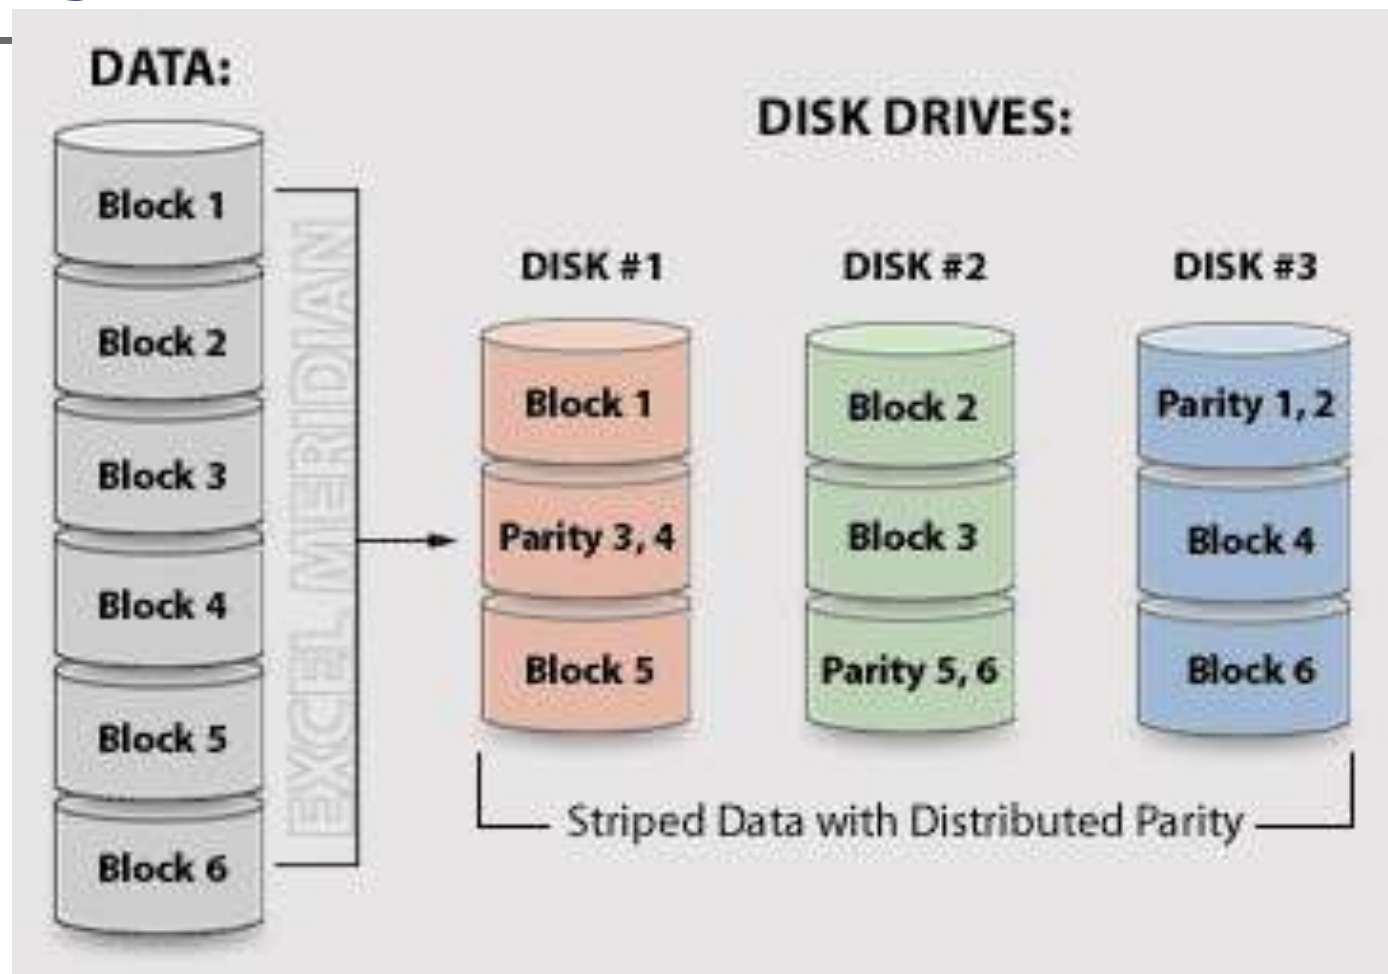 DATA:
Block 1
Block 2
Block 3
Block 4
Block 5
Block 6
EXCEL MERIDIAN
DISK DRIVES:
DISK #1
Block 1
Parity 3, 4
Block 5
DISK #2
Block 2
Block 3
Parity 5, 6
DISK #3
Parity 1, 2
Block 4
Block 6
Striped Data with Distributed Parity